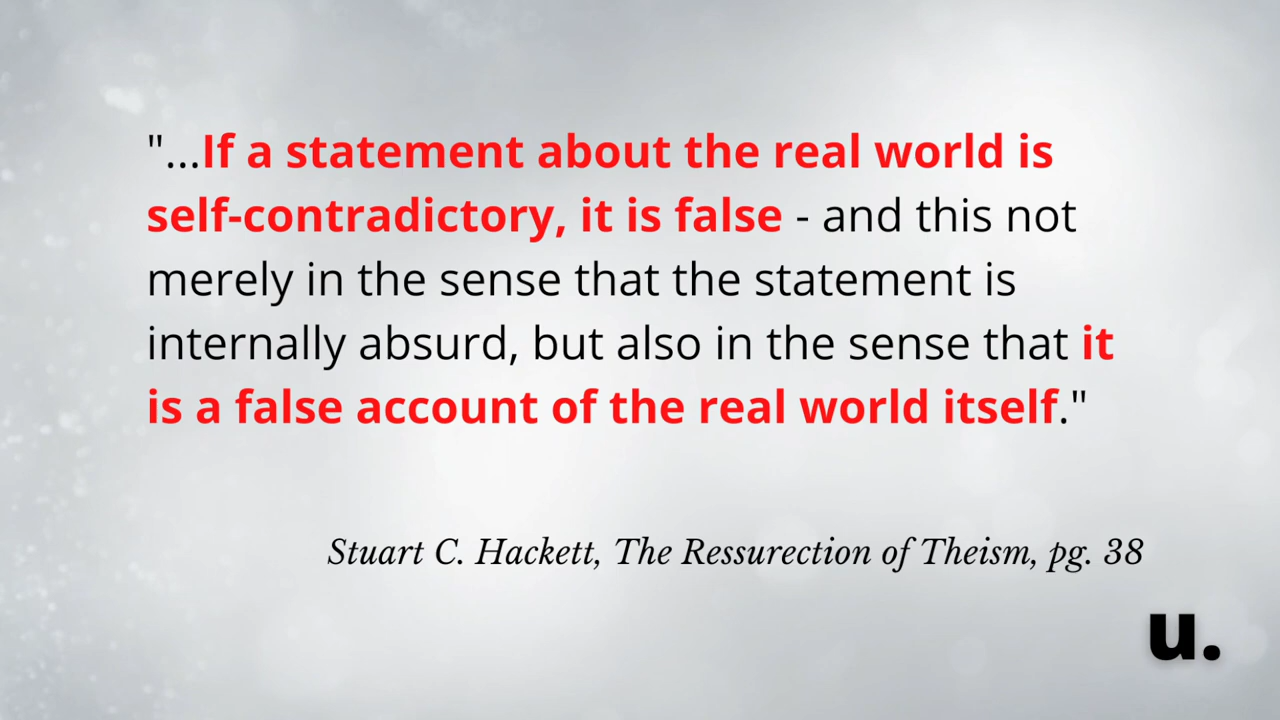 "...If a statement about the real world is
self-contradictory, it is false - and this not
merely in the sense that the statement is
internally absurd, but also in the sense that it
is a false account of the real world itself."
Stuart C. Hackett, The Ressurection of Theism, pg. 38
u.